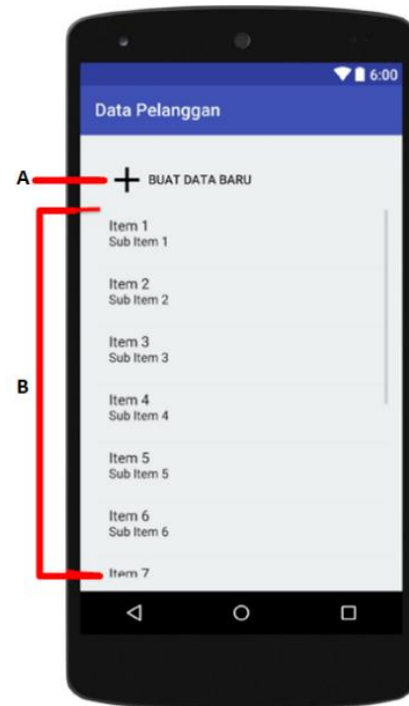 6:00
Data Pelanggan
A
BUAT DATA BARU
Item 1
Sub Item 1
Item 2
Sub Item 2
Item 3
Sub Item 3
B
Item 4
Sub Item 4
Item 5
Sub Item 5
Item 6
Sub Item 6
Item 7